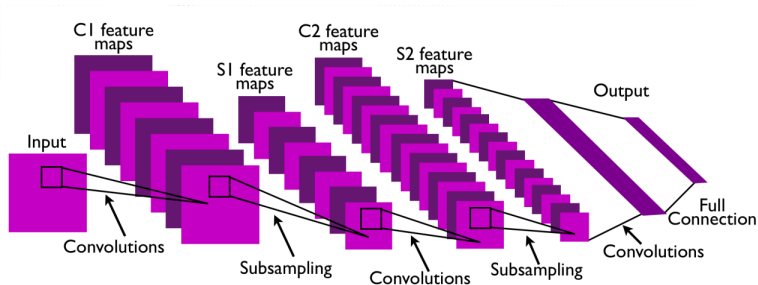 C1 feature
maps
S1 feature
maps
C2 feature
maps
S2 feature
maps
Output
Input
Convolutions
Subsampling
Convolutions
Subsampling
Convolutions
Full
Connection